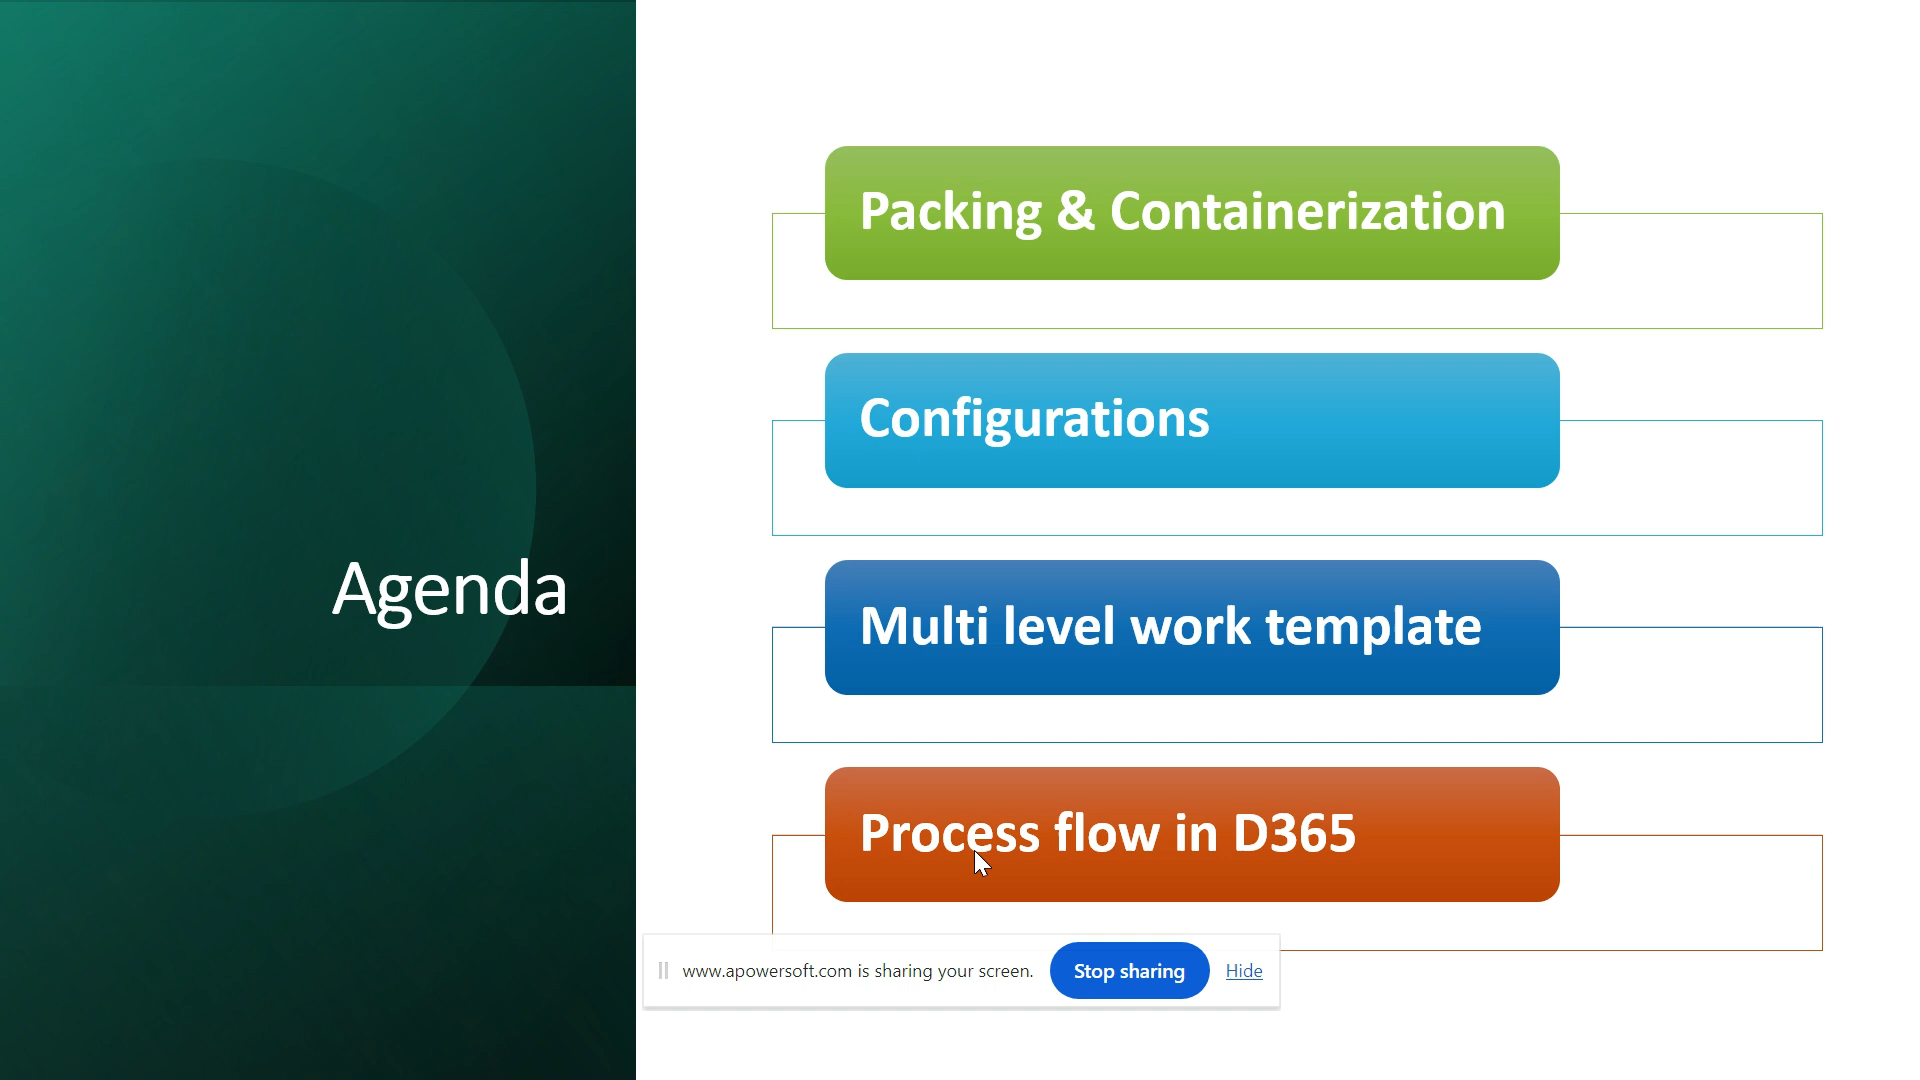 Agenda
Packing & Containerization
Configurations
Multi level work template
Process flow in D365
www.apowersoft.com is sharing your screen.
Stop sharing
Hide